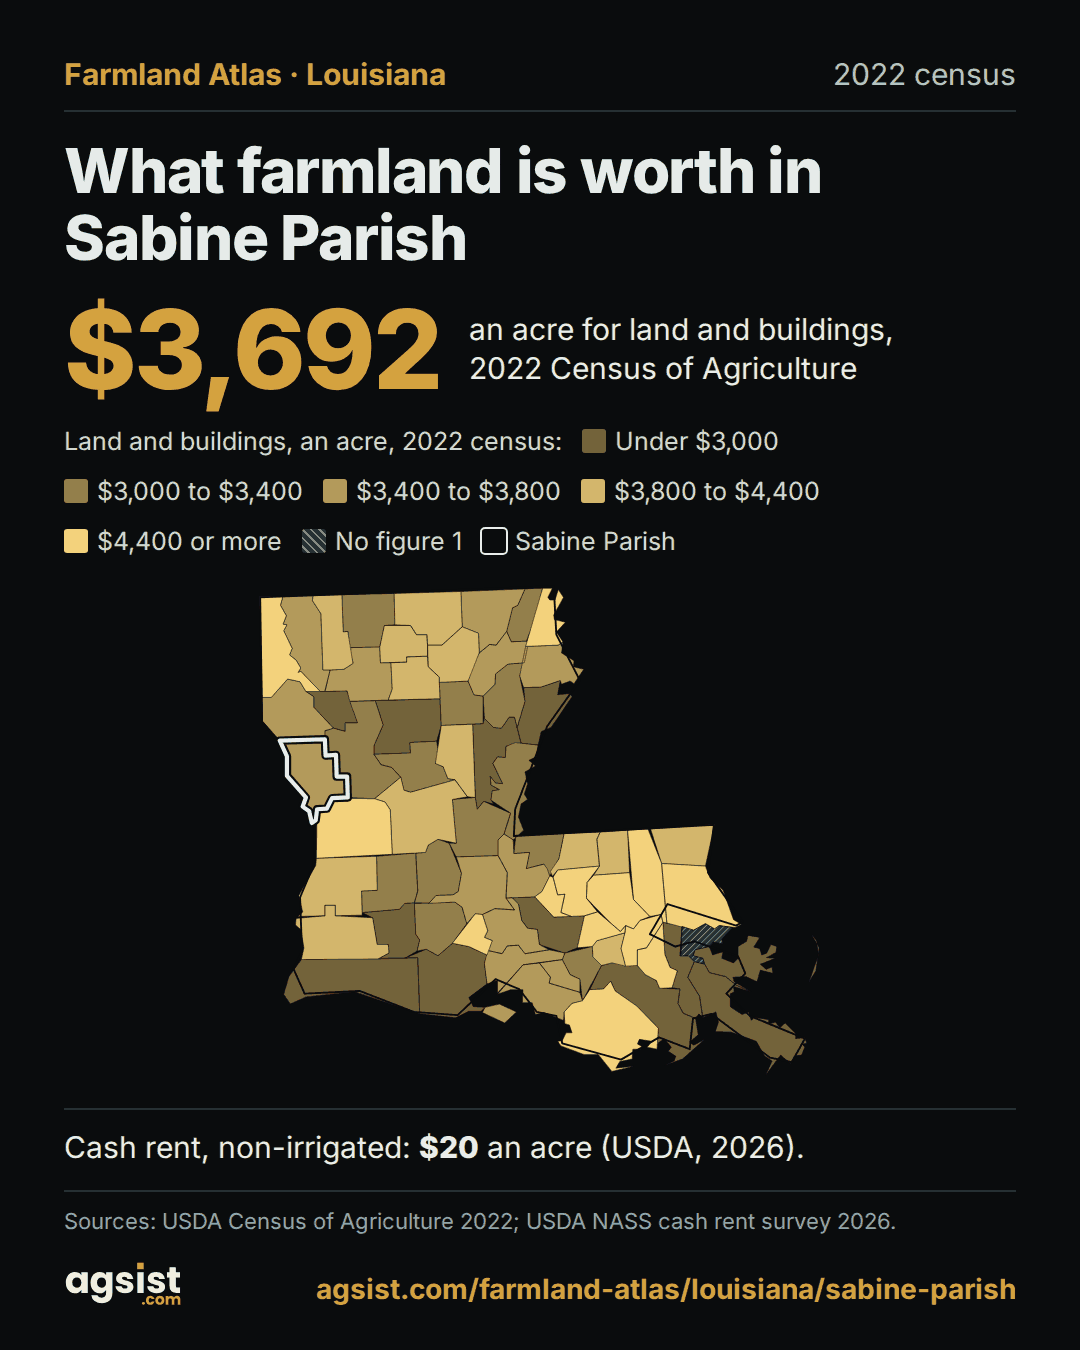 Farmland Atlas · Louisiana
2022 census
What farmland is worth in
Sabine Parish
$3,692
an acre for land and buildings,
2022 Census of Agriculture
Land and buildings, an acre, 2022 census: Under $3,000
$3,000 to $3,400 $3,400 to $3,800 $3,800 to $4,400
$4,400 or more No figure 1 Sabine Parish
Cash rent, non-irrigated: $20 an acre (USDA, 2026).
Sources: USDA Census of Agriculture 2022; USDA NASS cash rent survey 2026.
agsist
.com
agsist.com/farmland-atlas/louisiana/sabine-parish